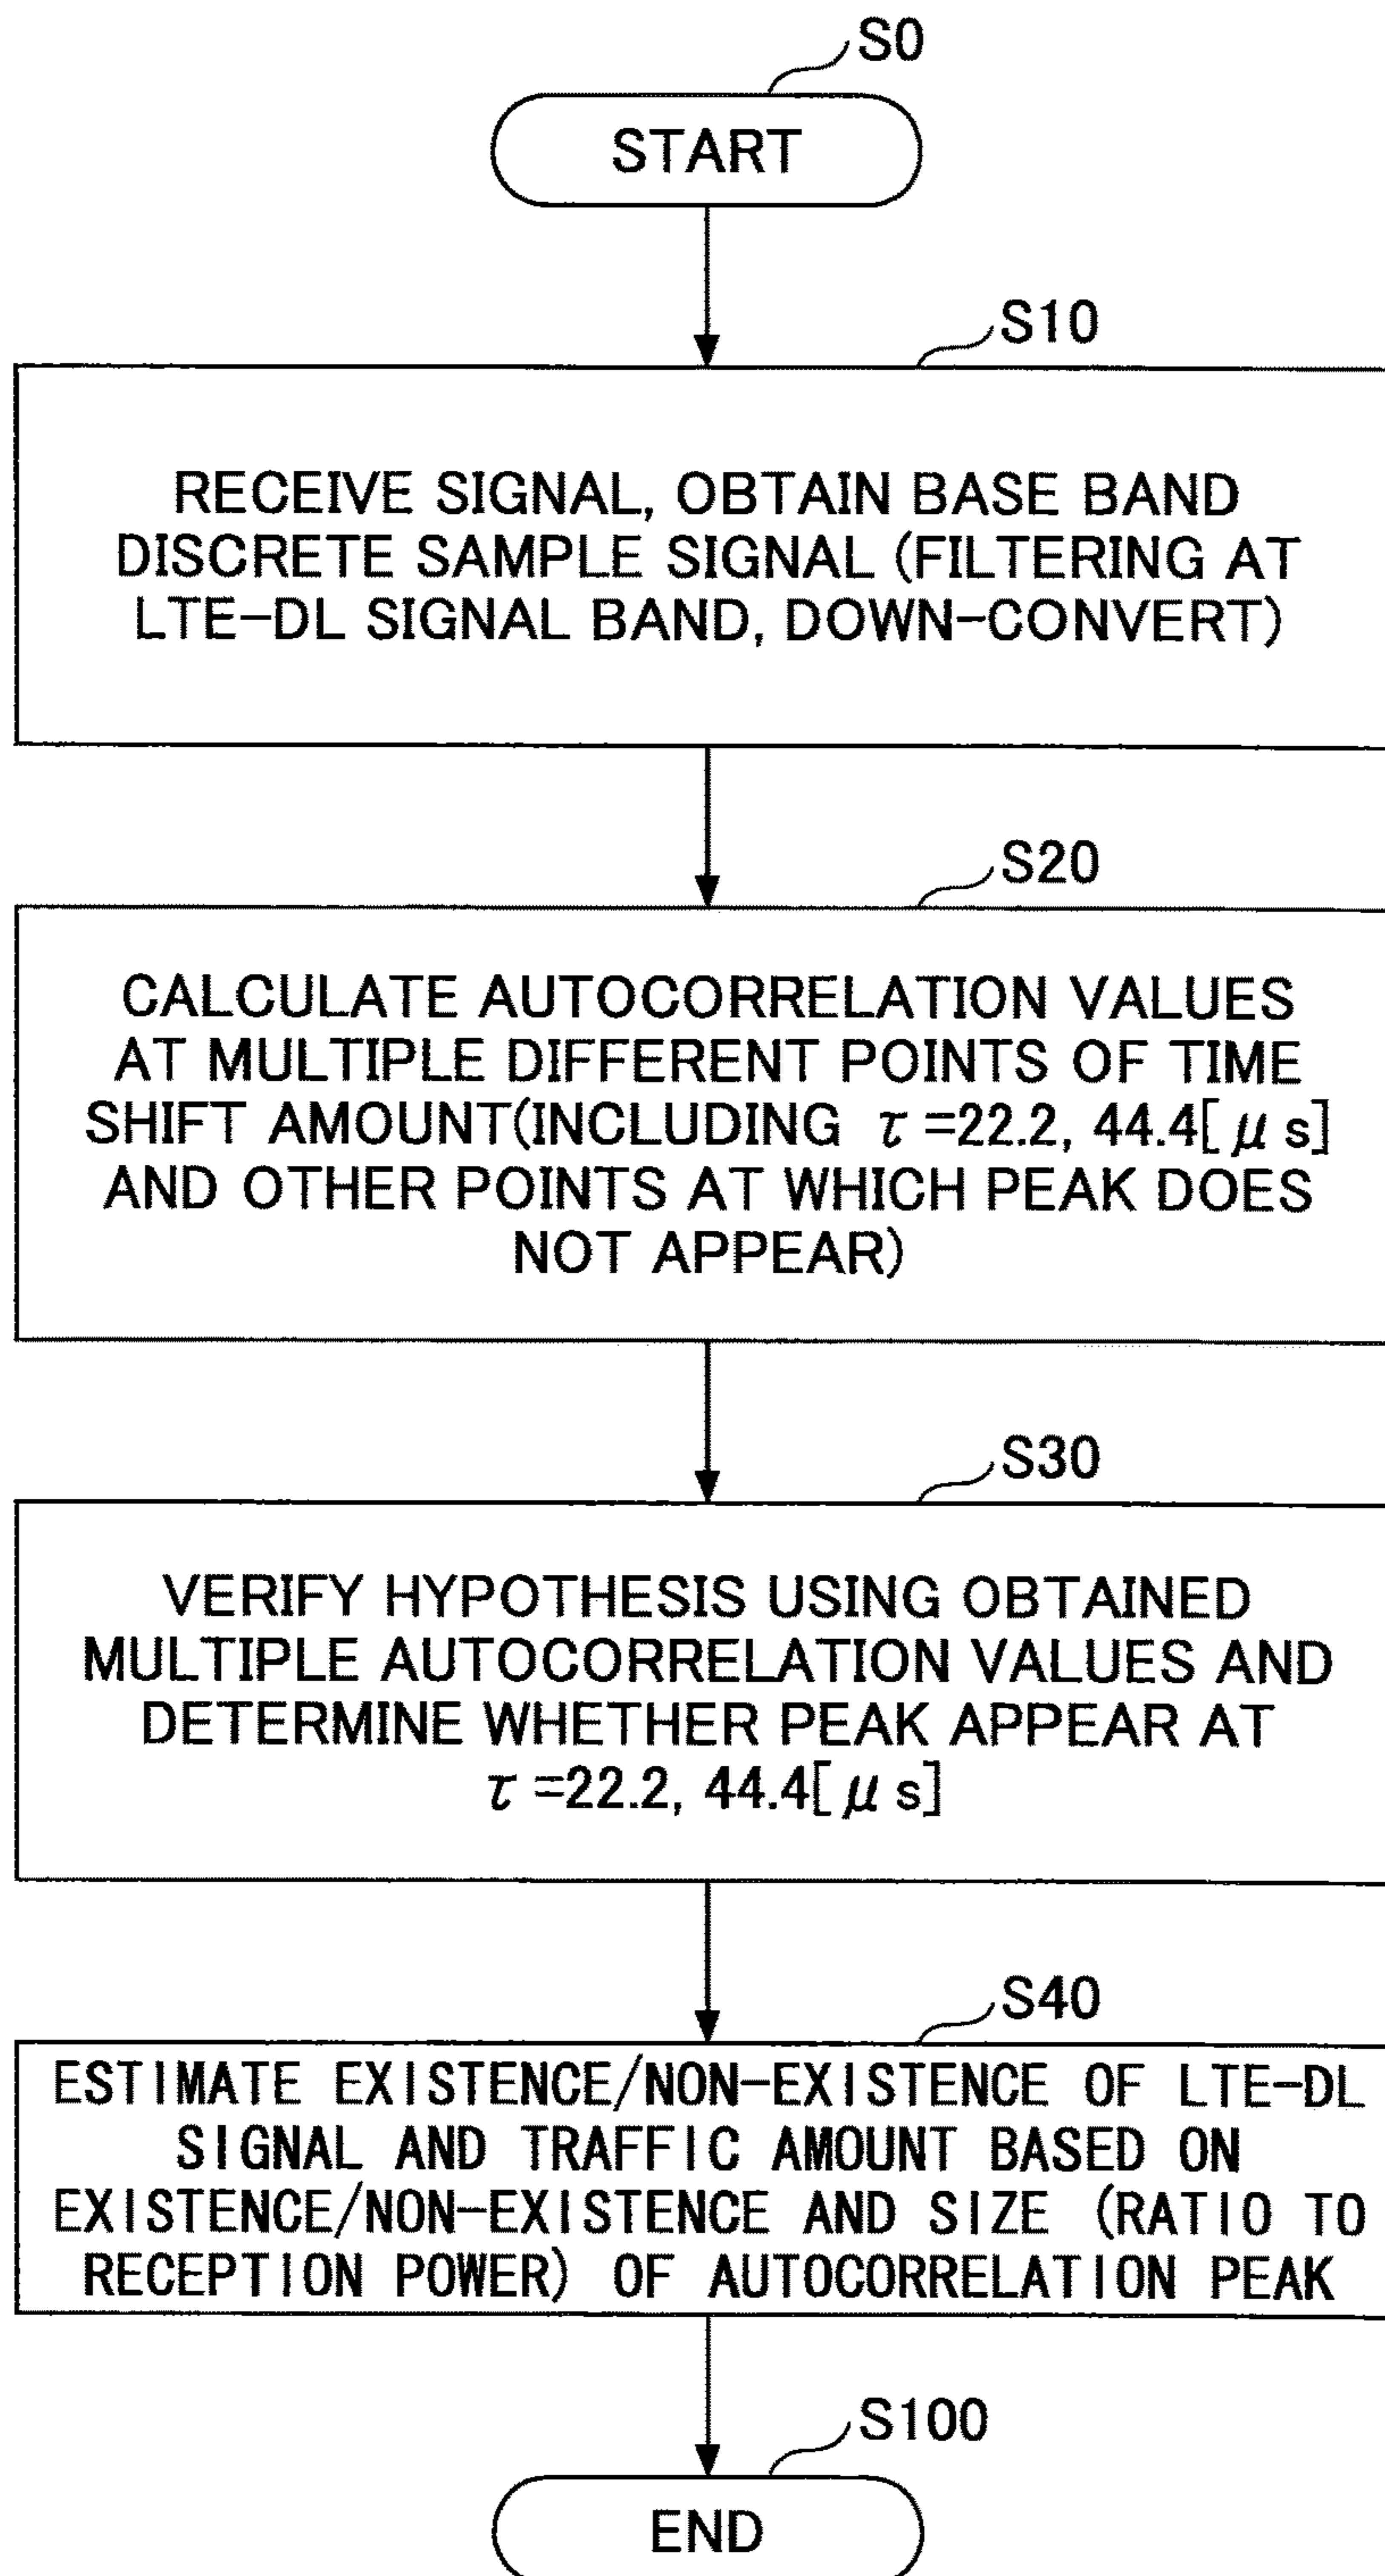 S0
START
S10
RECEIVE SIGNAL, OBTAIN BASE BAND
DISCRETE SAMPLE SIGNAL (FILTERING AT
LTE-DL SIGNAL BAND, DOWN-CONVERT)
S20
CALCULATE AUTOCORRELATION VALUES
AT MULTIPLE DIFFERENT POINTS OF TIME
SHIFT AMOUNT(INCLUDING τ=22.2, 44.4[μs]
AND OTHER POINTS AT WHICH PEAK DOES
NOT APPEAR)
S30
VERIFY HYPOTHESIS USING OBTAINED
MULTIPLE AUTOCORRELATION VALUES AND
DETERMINE WHETHER PEAK APPEAR AT
τ=22.2, 44.4[μs]
S40
ESTIMATE EXISTENCE/NON-EXISTENCE OF LTE-DL
SIGNAL AND TRAFFIC AMOUNT BASED ON
EXISTENCE/NON-EXISTENCE AND SIZE (RATIO TO
RECEPTION POWER) OF AUTOCORRELATION PEAK
S100
END